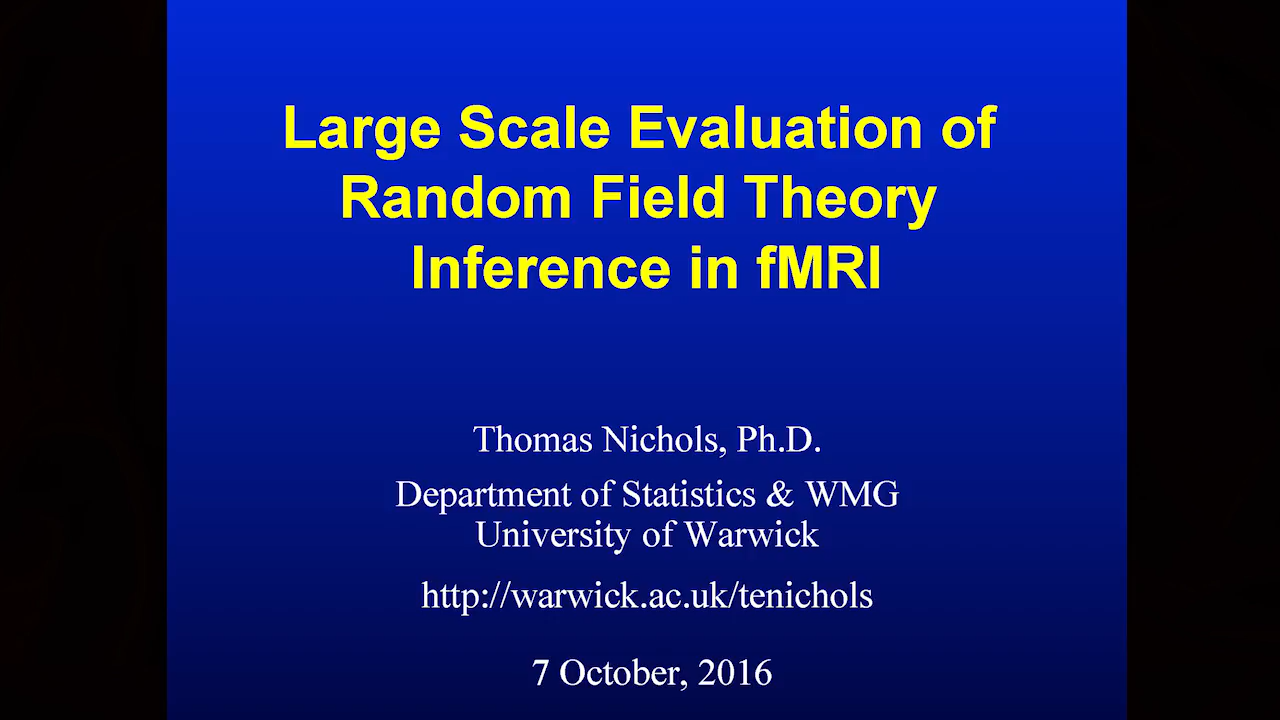 Large Scale Evaluation of
Random Field Theory
Inference in fMRI
Thomas Nichols, Ph.D.
Department of Statistics & WMG
University of Warwick
http://warwick.ac.uk/tenichols
7 October, 2016